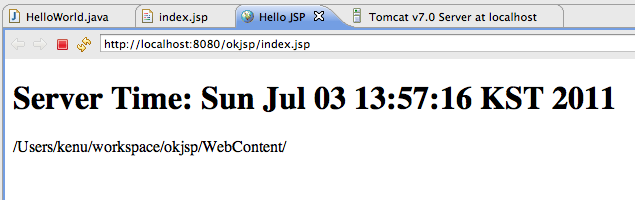 HelloWorld.java index.jsp Hello JSP Tomcat v7.0 Server at localhost
http://localhost:8080/okjsp/index.jsp
Server Time: Sun Jul 03 13:57:16 KST 2011
/Users/kenu/workspace/okjsp/WebContent/